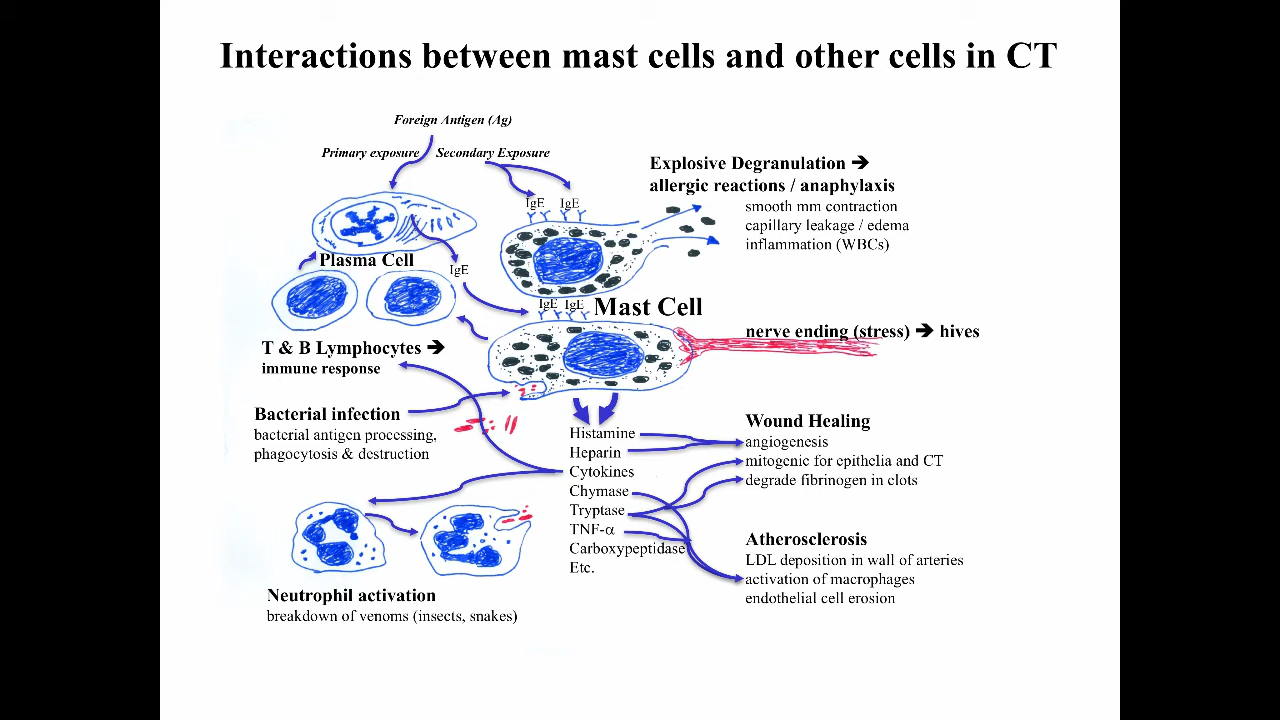 Interactions between mast cells and other cells in CT
Foreign Antigen (Ag)
Primary exposure
Secondary Exposure
IgE IgE
Explosive Degranulation ➔
allergic reactions / anaphylaxis
smooth mm contraction
capillary leakage / edema
inflammation (WBCs)
Plasma Cell
IgE
IgE IgE
Mast Cell
nerve ending (stress) ➔ hives
T & B Lymphocytes ➔
immune response
Bacterial infection
bacterial antigen processing,
phagocytosis & destruction
Histamine
Heparin
Cytokines
Chymase
Tryptase
TNF-α
Carboxypeptidase
Etc.
Wound Healing
angiogenesis
mitogenic for epithelia and CT
degrade fibrinogen in clots
Atherosclerosis
LDL deposition in wall of arteries
activation of macrophages
endothelial cell erosion
Neutrophil activation
breakdown of venoms (insects, snakes)